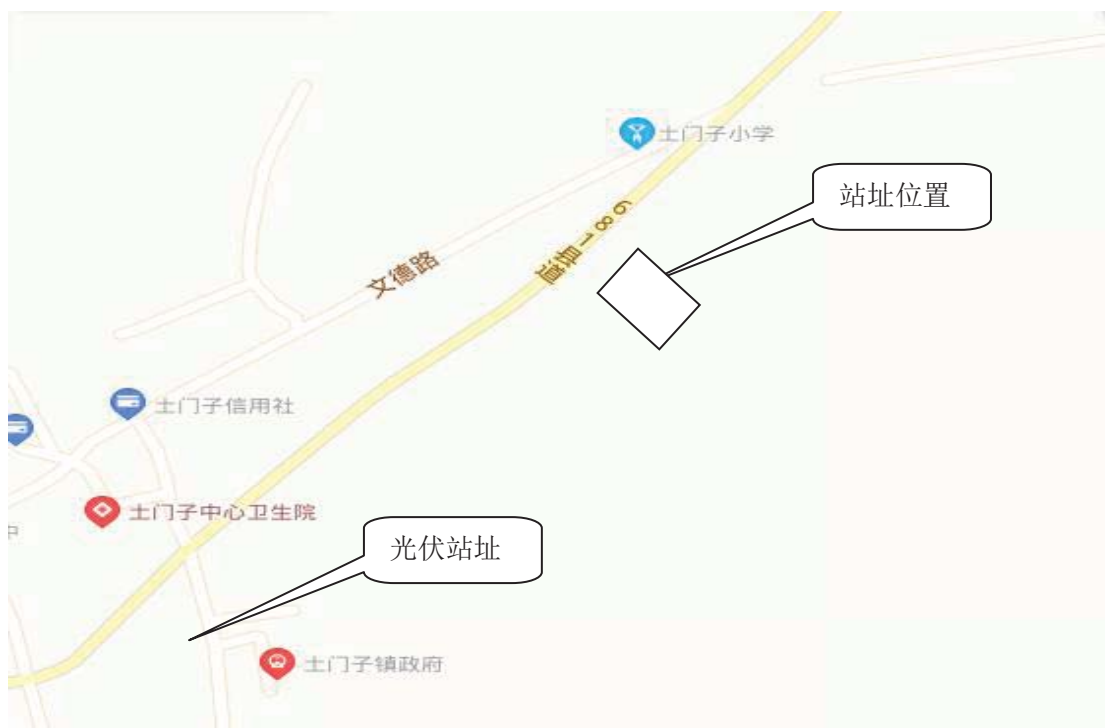 土门子小学
站址位置
681县道
文德路
土门子信用社
土门子中心卫生院
中
光伏站址
土门子镇政府